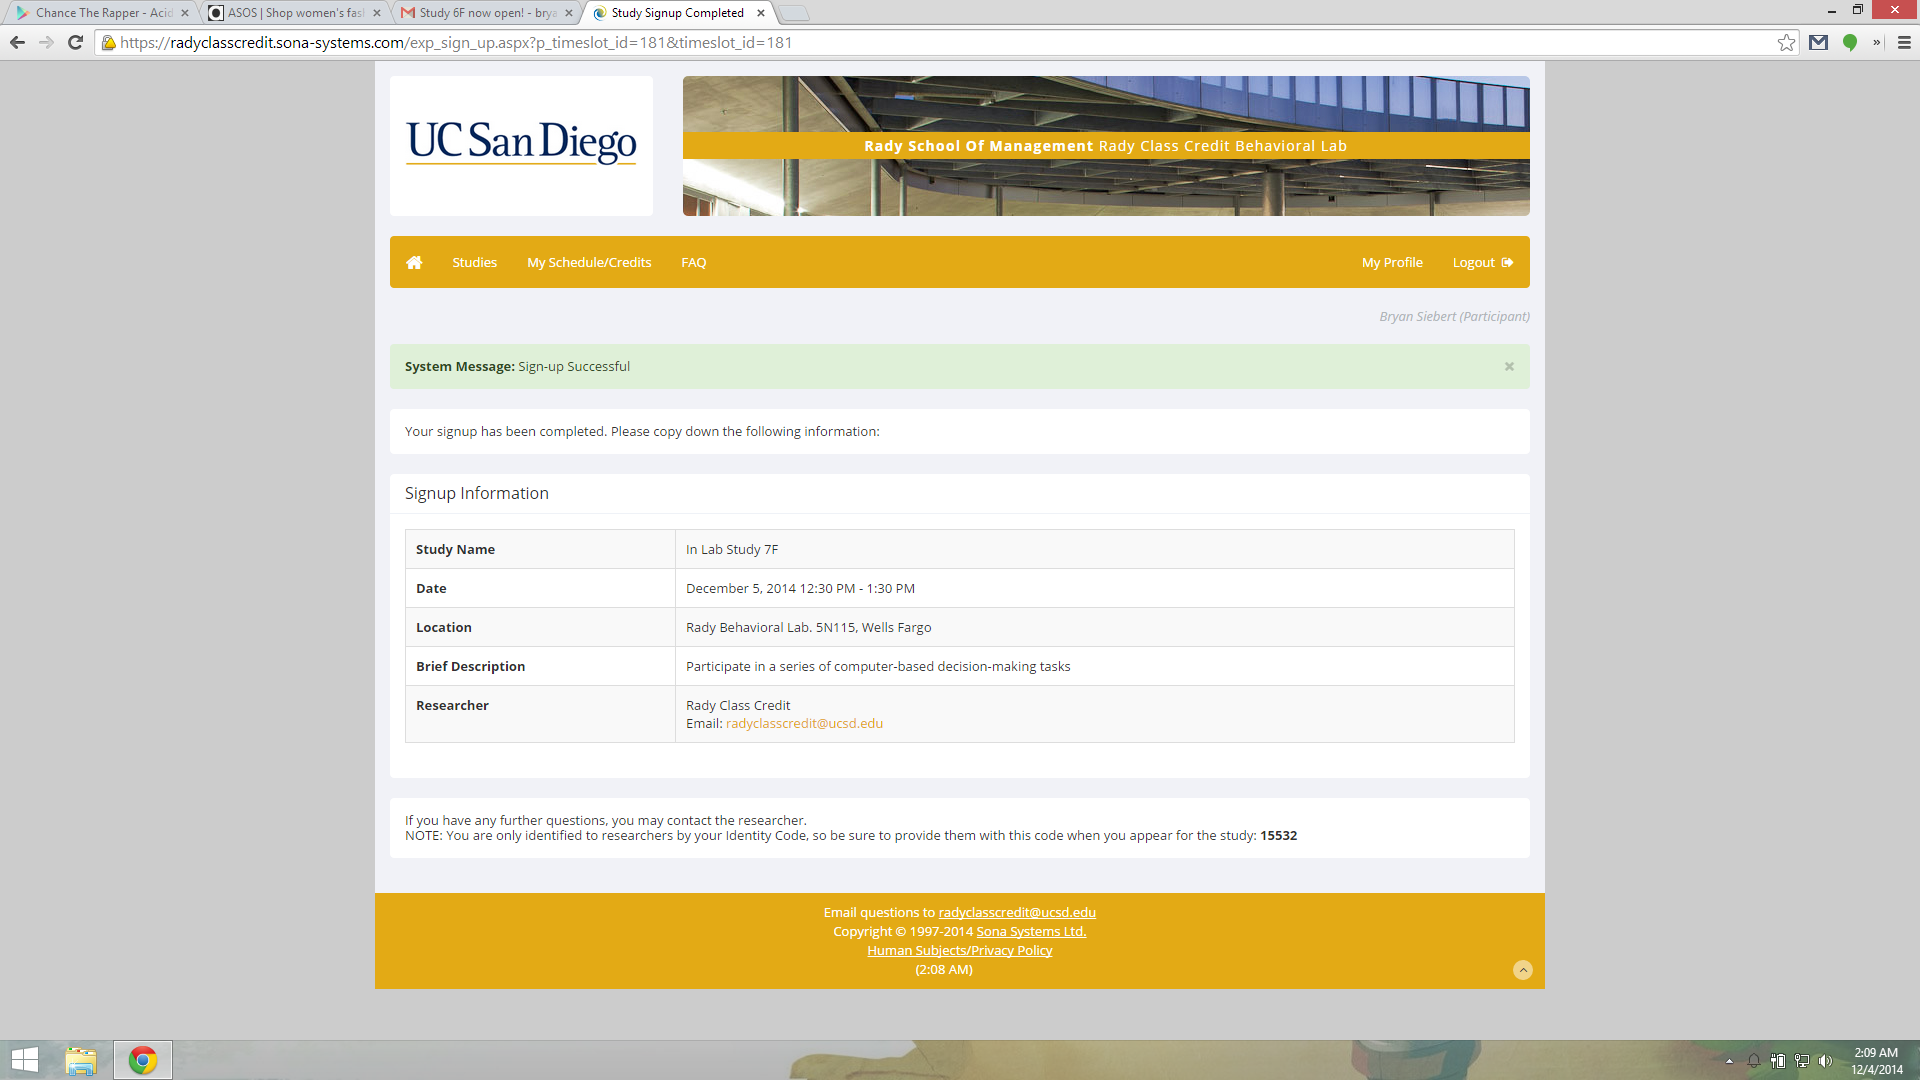 Chance The Rapper - Acid
ASOS | Shop women's fas
Study 6F now open! - brya
Study Signup Completed
https://radyclasscredit.sona-systems.com/exp_sign_up.aspx?p_timeslot_id=181&timeslot_id=181
UC San Diego
Rady School Of Management Rady Class Credit Behavioral Lab
Studies My Schedule/Credits FAQ My Profile Logout
Bryan Siebert (Participant)
System Message: Sign-up Successful
Your signup has been completed. Please copy down the following information:
Signup Information
Study Name In Lab Study 7F
Date December 5, 2014 12:30 PM - 1:30 PM
Location Rady Behavioral Lab. 5N115, Wells Fargo
Brief Description Participate in a series of computer-based decision-making tasks
Researcher Rady Class Credit
Email: radyclasscredit@ucsd.edu
If you have any further questions, you may contact the researcher.
NOTE: You are only identified to researchers by your Identity Code, so be sure to provide them with this code when you appear for the study: 15532
Email questions to radyclasscredit@ucsd.edu
Copyright © 1997-2014 Sona Systems Ltd.
Human Subjects/Privacy Policy
(2:08 AM)
2:09 AM
12/4/2014